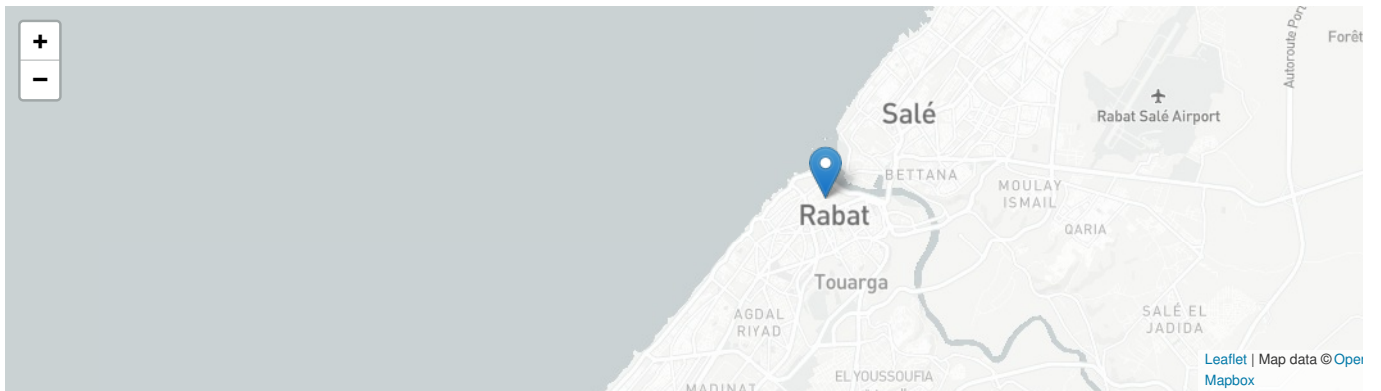 +
−
Autoroute Por
Forêt
Salé
Rabat Salé Airport
BETTANA
MOULAY
ISMAIL
Rabat
QARIA
Touarga
AGDAL
RIYAD
SALÉ EL
JADIDA
EL YOUSSOUFIA
MADINAT
Leaflet | Map data © Open
Mapbox